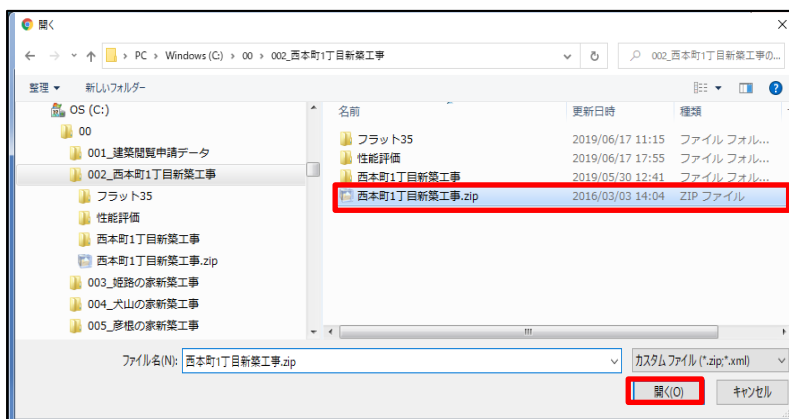 開く
PC › Windows (C:) › 00 › 002_西本町1丁目新築工事
002_西本町1丁目新築工事の...
整理 新しいフォルダー
OS (C:)
00
001_建築閲覧申請データ
002_西本町1丁目新築工事
フラット35
性能評価
西本町1丁目新築工事
西本町1丁目新築工事.zip
003_姫路の家新築工事
004_犬山の家新築工事
005_彦根の家新築工事
名前 更新日時 種類
フラット35 2019/06/17 11:15 ファイル フォル...
性能評価 2019/06/17 17:55 ファイル フォル...
西本町1丁目新築工事 2019/05/30 12:41 ファイル フォル...
西本町1丁目新築工事.zip 2016/03/03 14:04 ZIP ファイル
ファイル名(N): 西本町1丁目新築工事.zip カスタム ファイル (*.zip;*.xml)
開く(O) キャンセル